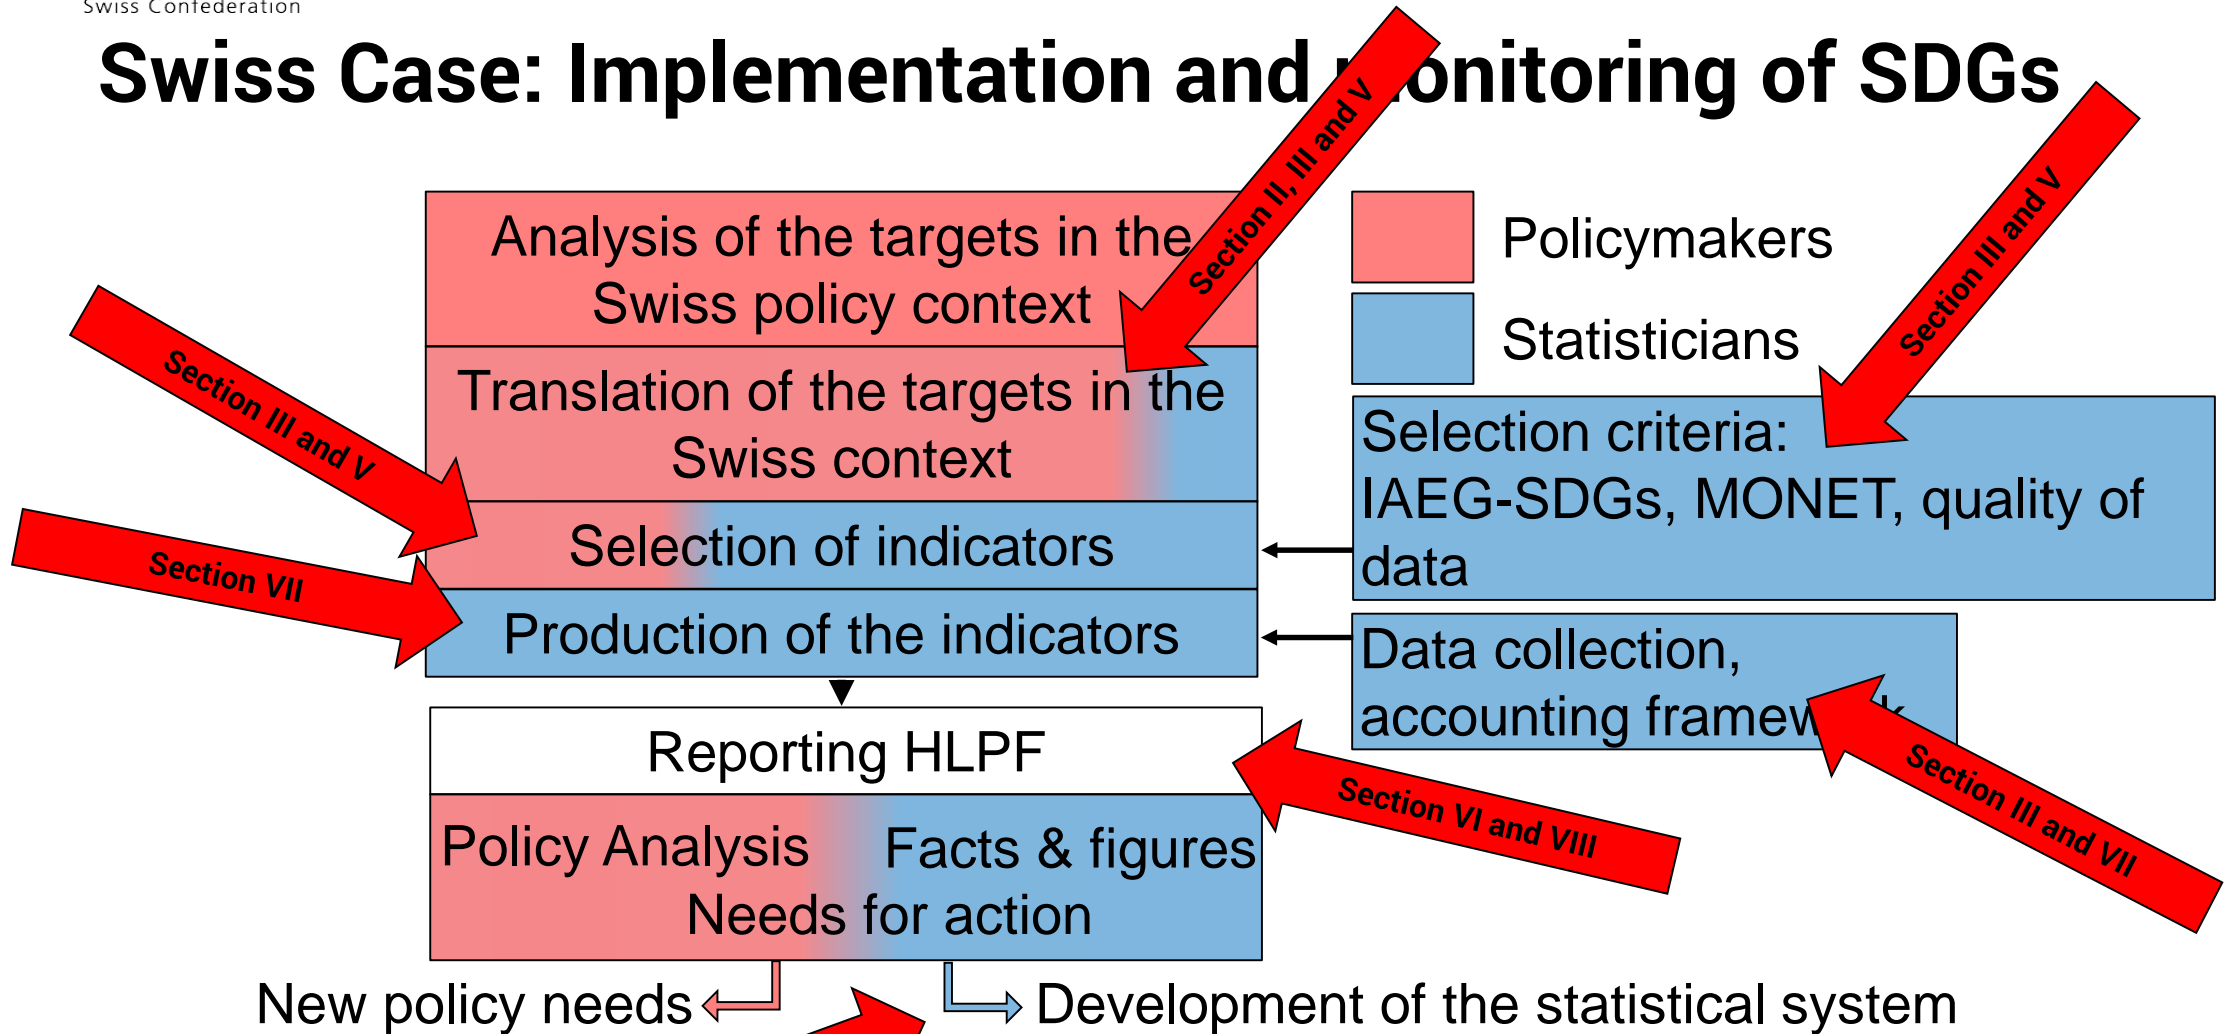 Swiss Confederation
Swiss Case: Implementation and monitoring of SDGs
Section II, III and V
Section III and V
Analysis of the targets in the
Swiss policy context
Policymakers
Statisticians
Section III and V
Translation of the targets in the
Swiss context
Selection criteria:
IAEG-SDGs, MONET, quality of
data
Selection of indicators
Section VII
Production of the indicators
Data collection,
accounting framework
Reporting HLPF
Section VI and VIII
Section III and VII
Policy Analysis
Facts & figures
Needs for action
New policy needs
Development of the statistical system